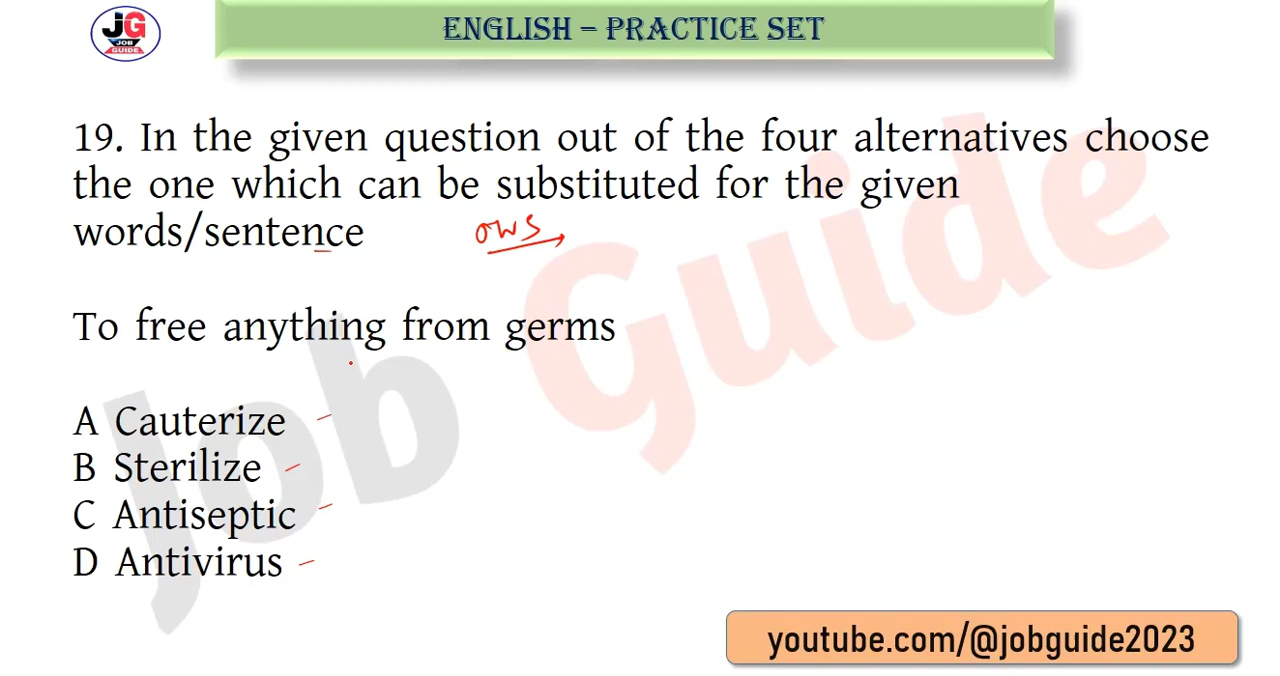 JG
JOB
GUIDE
ENGLISH – PRACTICE SET
19. In the given question out of the four alternatives choose
the one which can be substituted for the given
words/sentence
OWS
To free anything from germs
A Cauterize
B Sterilize
C Antiseptic
D Antivirus
Job Guide
youtube.com/@jobguide2023